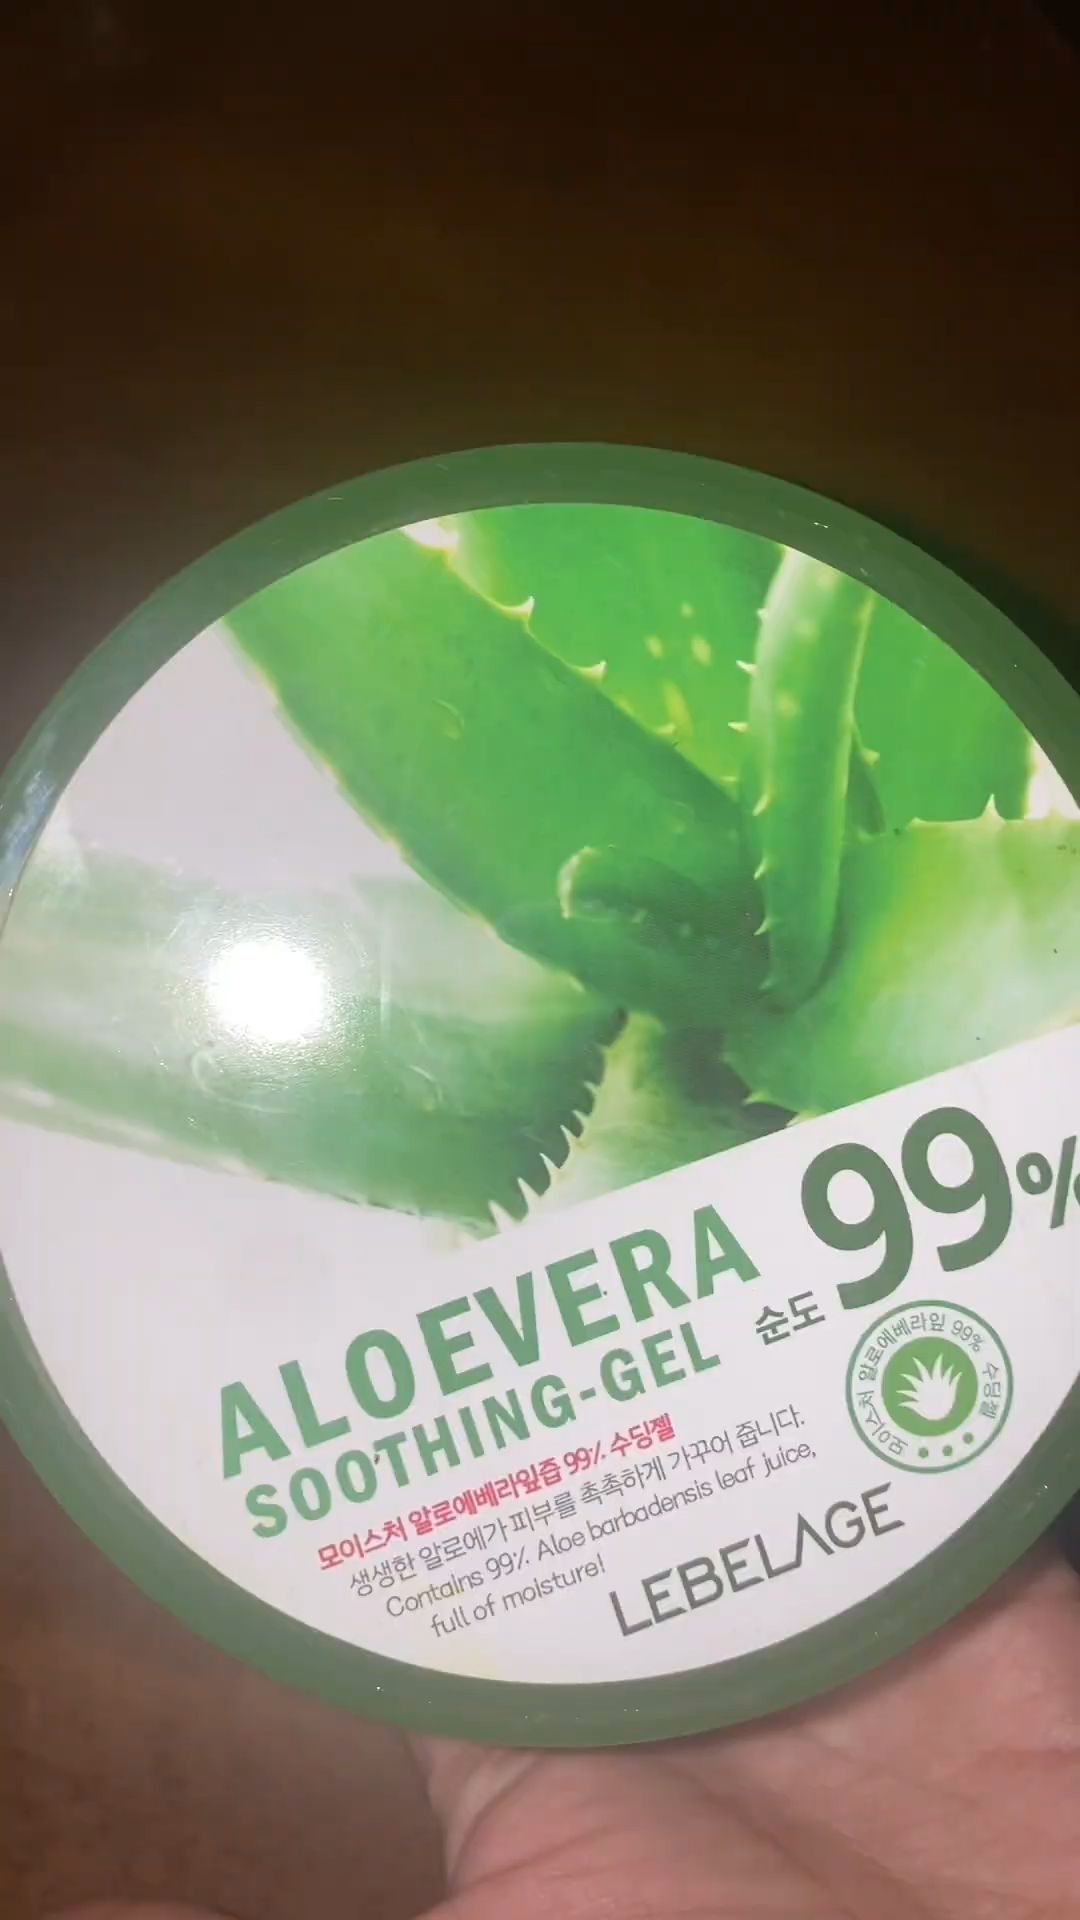 ALOEVERA
순도 99%
SOOTHING-GEL
모이스처 알로에베라잎즙 99% 수딩젤
생생한 알로에가 피부를 촉촉하게 가꾸어 줍니다.
Contains 99% Aloe barbadensis leaf juice,
full of moisture!
모이스처 알로에베라잎 99% 수딩젤
LEBELAGE